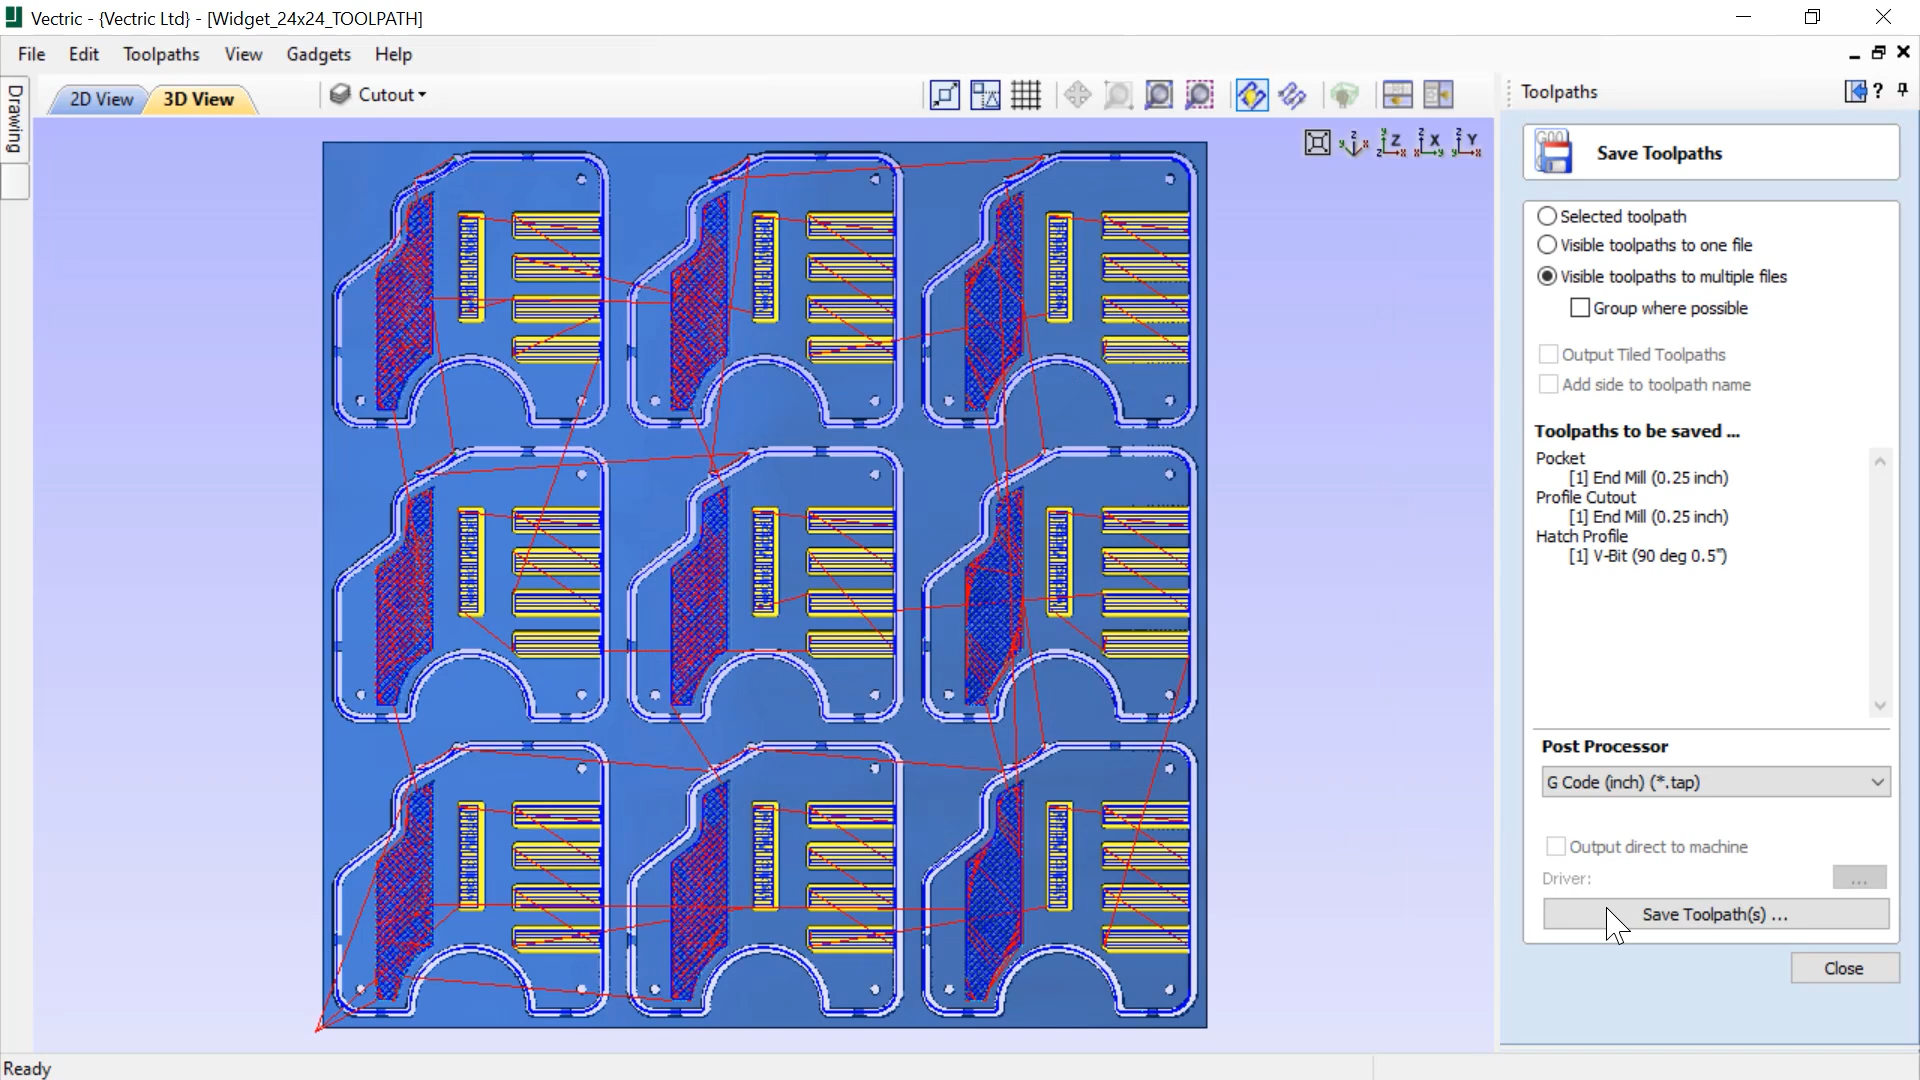 Vectric - {Vectric Ltd} - [Widget_24x24_TOOLPATH]
File Edit Toolpaths View Gadgets Help
Drawing
2D View 3D View Cutout
Toolpaths ?
z y x
z x
z X y
z Y x
G00
Save Toolpaths
Selected toolpath
Visible toolpaths to one file
Visible toolpaths to multiple files
Group where possible
Output Tiled Toolpaths
Add side to toolpath name
Toolpaths to be saved ...
Pocket
[1] End Mill (0.25 inch)
Profile Cutout
[1] End Mill (0.25 inch)
Hatch Profile
[1] V-Bit (90 deg 0.5")
Post Processor
G Code (inch) (*.tap)
Output direct to machine
Driver: ...
Save Toolpath(s) ...
Close
Ready